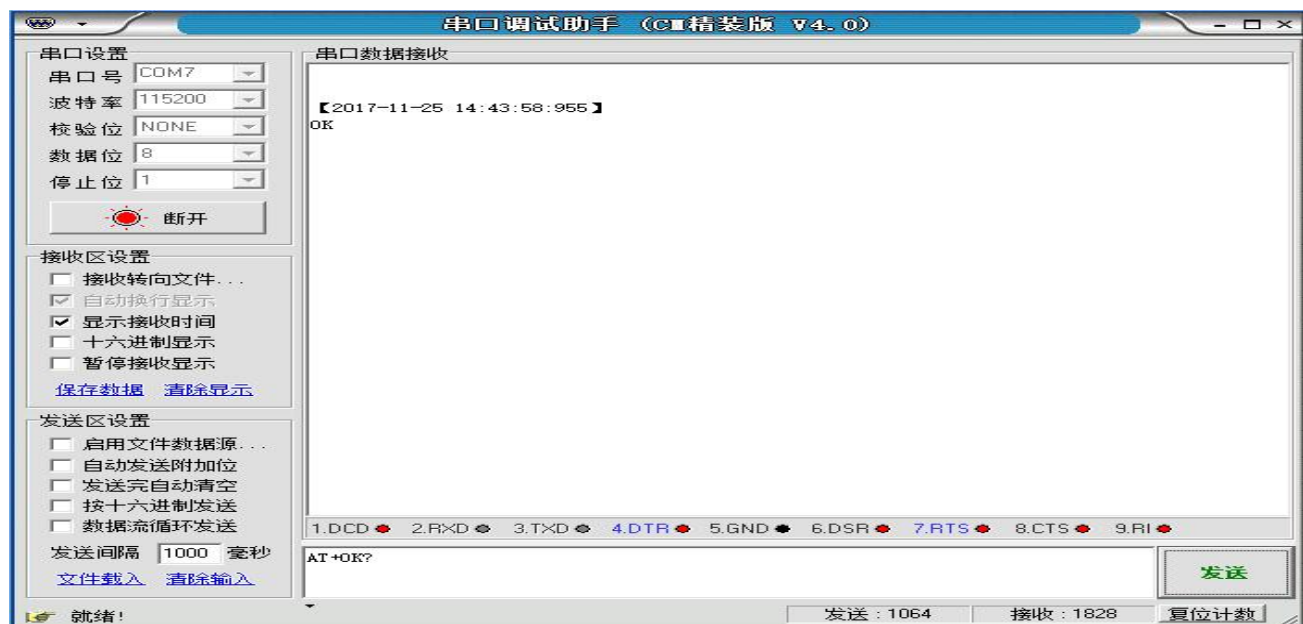 串口调试助手 (CM精装版 V4.0)
串口设置
串口号 COM7
波特率 115200
校验位 NONE
数据位 8
停止位 1
断开
接收区设置
接收转向文件...
自动换行显示
显示接收时间
十六进制显示
暂停接收显示
保存数据 清除显示
发送区设置
启用文件数据源...
自动发送附加位
发送完自动清空
按十六进制发送
数据流循环发送
发送间隔 1000 毫秒
文件载入 清除输入
串口数据接收
【2017-11-25 14:43:58:955】
OK
1.DCD 2.RXD 3.TXD 4.DTR 5.GND 6.DSR 7.RTS 8.CTS 9.RI
AT+OK?
发送
就绪!
发送:1064 接收:1828 复位计数